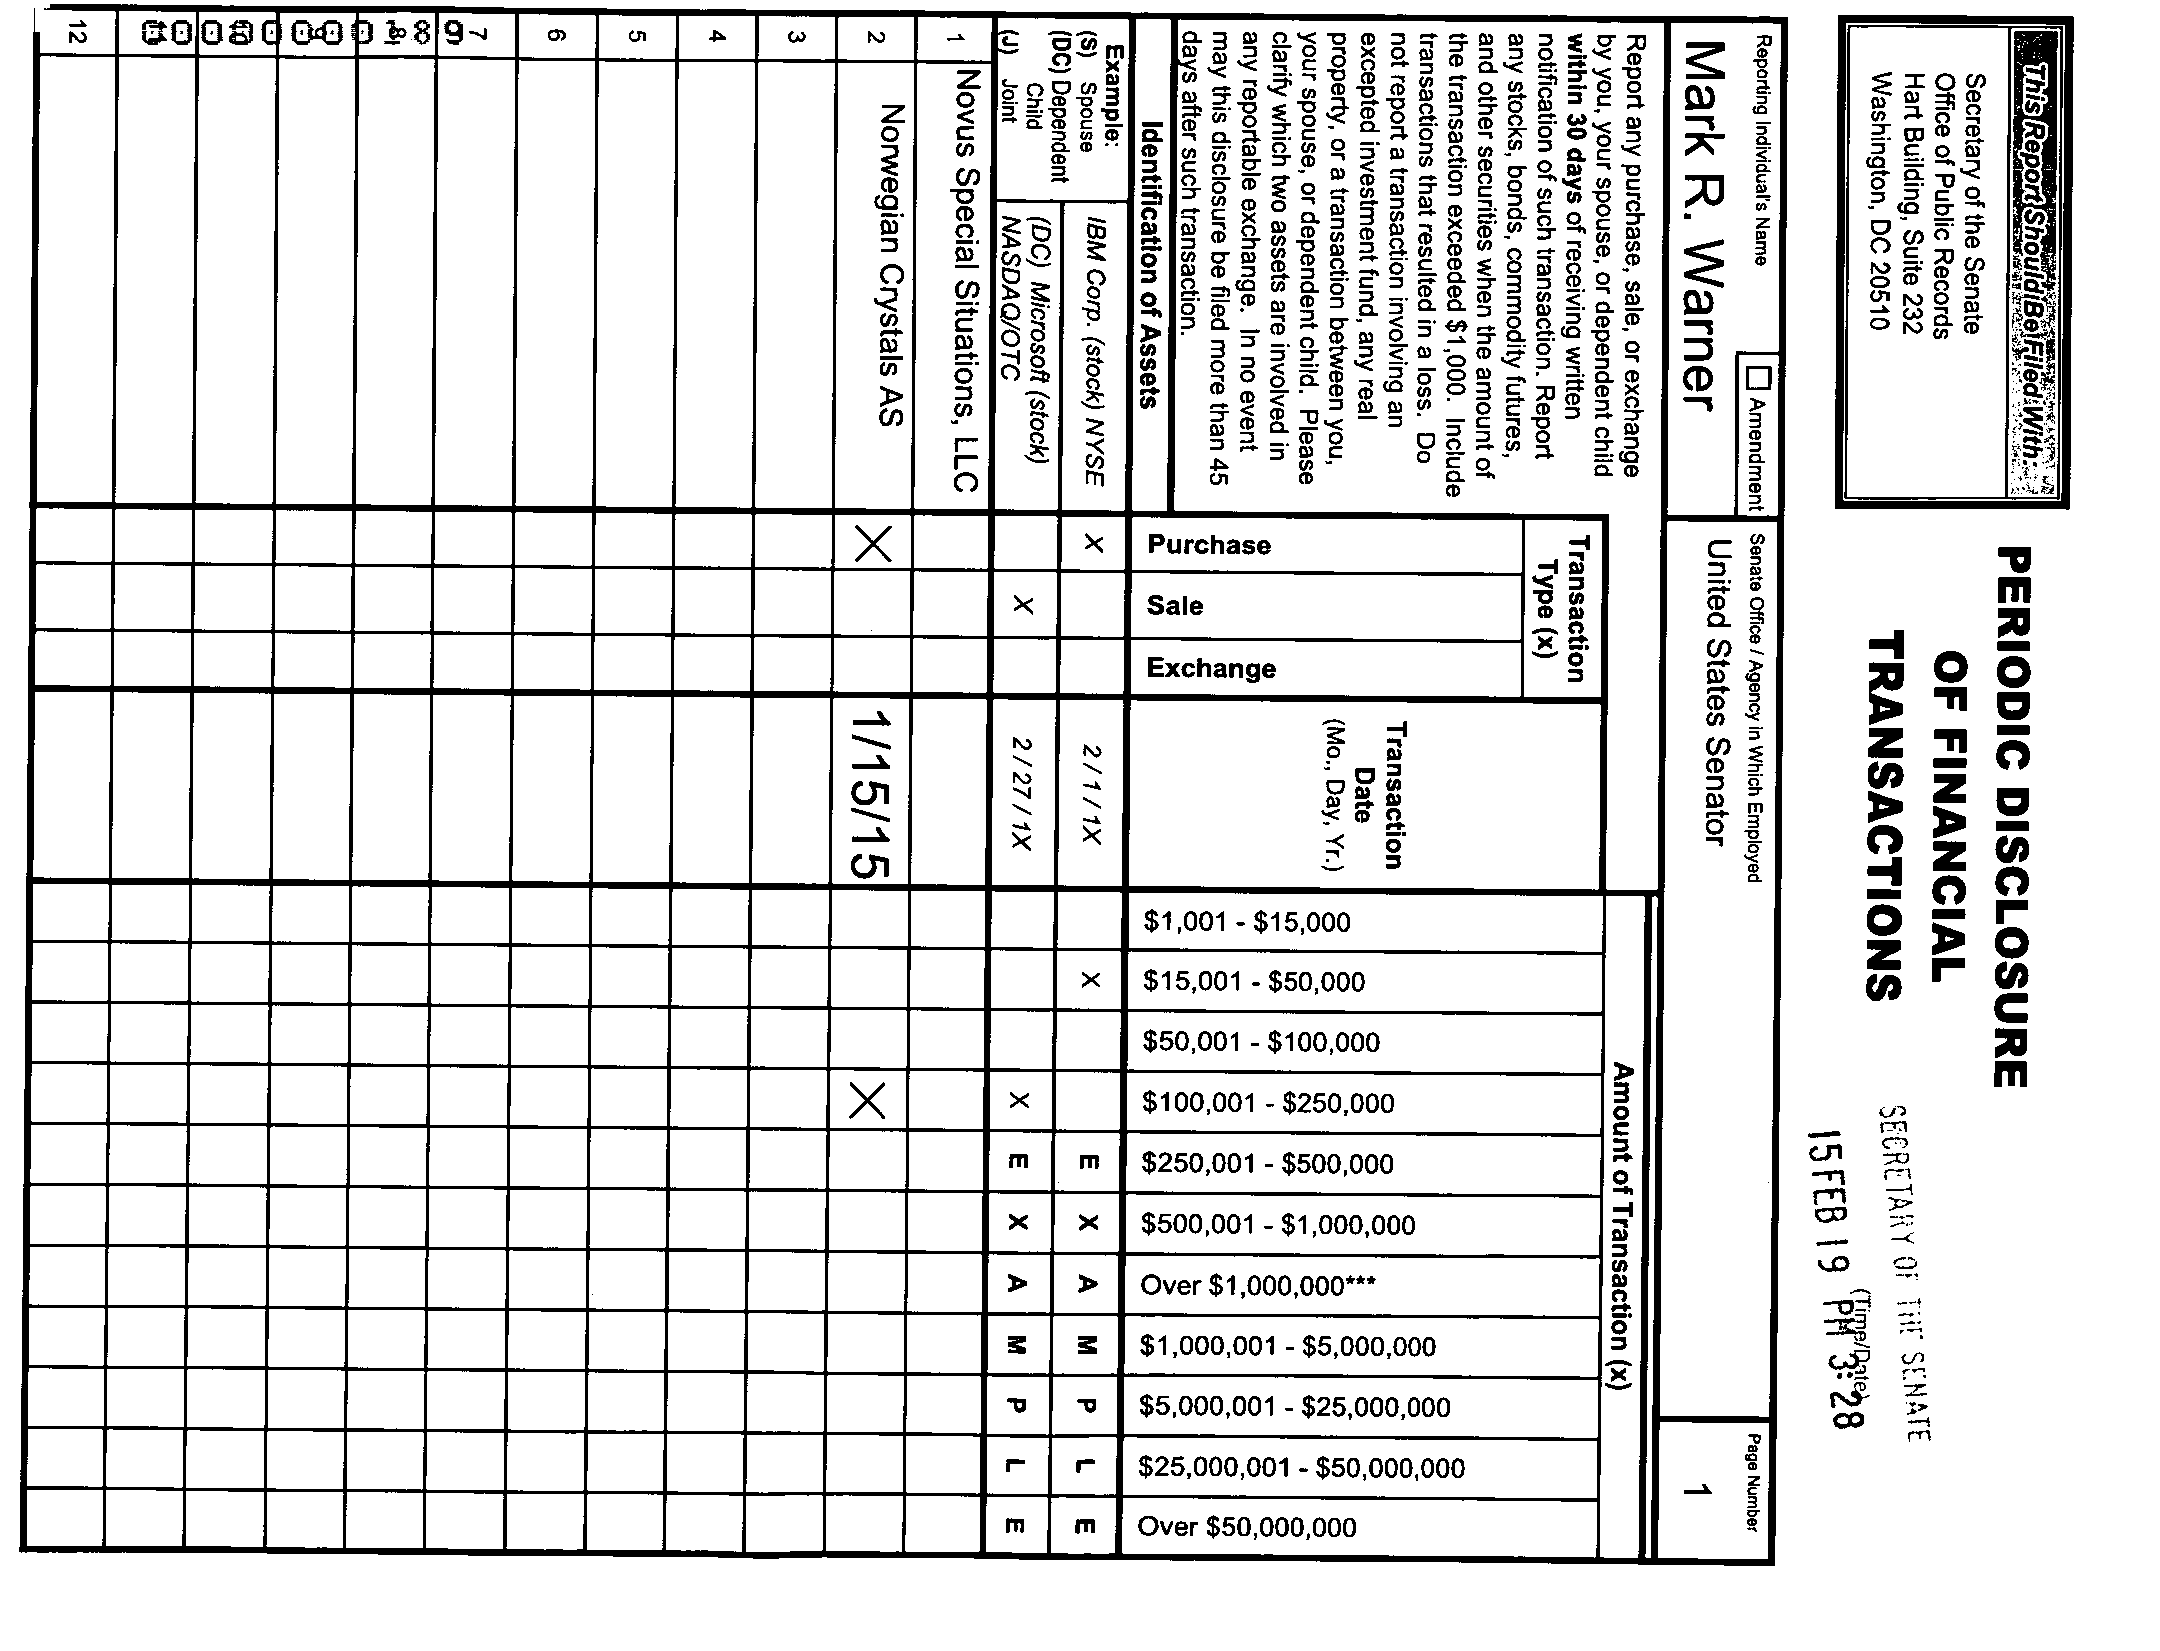 This Report Should Be Filed With:
Secretary of the Senate
Office of Public Records
Hart Building, Suite 232
Washington, DC 20510
PERIODIC DISCLOSURE
OF FINANCIAL
TRANSACTIONS
SECRETARY OF THE SENATE
(Time/Date)
15 FEB 19 PM 3:28
Reporting Individual's Name
Mark R. Warner
☐ Amendment
Senate Office / Agency in Which Employed
United States Senator
Page Number
1
Report any purchase, sale, or exchange
by you, your spouse, or dependent child
within 30 days of receiving written
notification of such transaction. Report
any stocks, bonds, commodity futures,
and other securities when the amount of
the transaction exceeded $1,000. Include
transactions that resulted in a loss. Do
not report a transaction involving an
excepted investment fund, any real
property, or a transaction between you,
your spouse, or dependent child. Please
clarify which two assets are involved in
any reportable exchange. In no event
may this disclosure be filed more than 45
days after such transaction.
Identification of Assets
Transaction
Type (x)
Purchase
Sale
Exchange
Transaction
Date
(Mo., Day, Yr.)
Amount of Transaction (x)
$1,001 - $15,000
$15,001 - $50,000
$50,001 - $100,000
$100,001 - $250,000
$250,001 - $500,000
$500,001 - $1,000,000
Over $1,000,000***
$1,000,001 - $5,000,000
$5,000,001 - $25,000,000
$25,000,001 - $50,000,000
Over $50,000,000
Example:
(S) Spouse
(DC) Dependent
Child
(J) Joint
IBM Corp. (stock) NYSE X 2/1/1X X E X A M P L E
(DC) Microsoft (stock)
NASDAQ/OTC X 2/27/1X X E X A M P L E
1 Novus Special Situations, LLC
2 Norwegian Crystals AS X 1/15/15 X
3
4
5
6
7
12